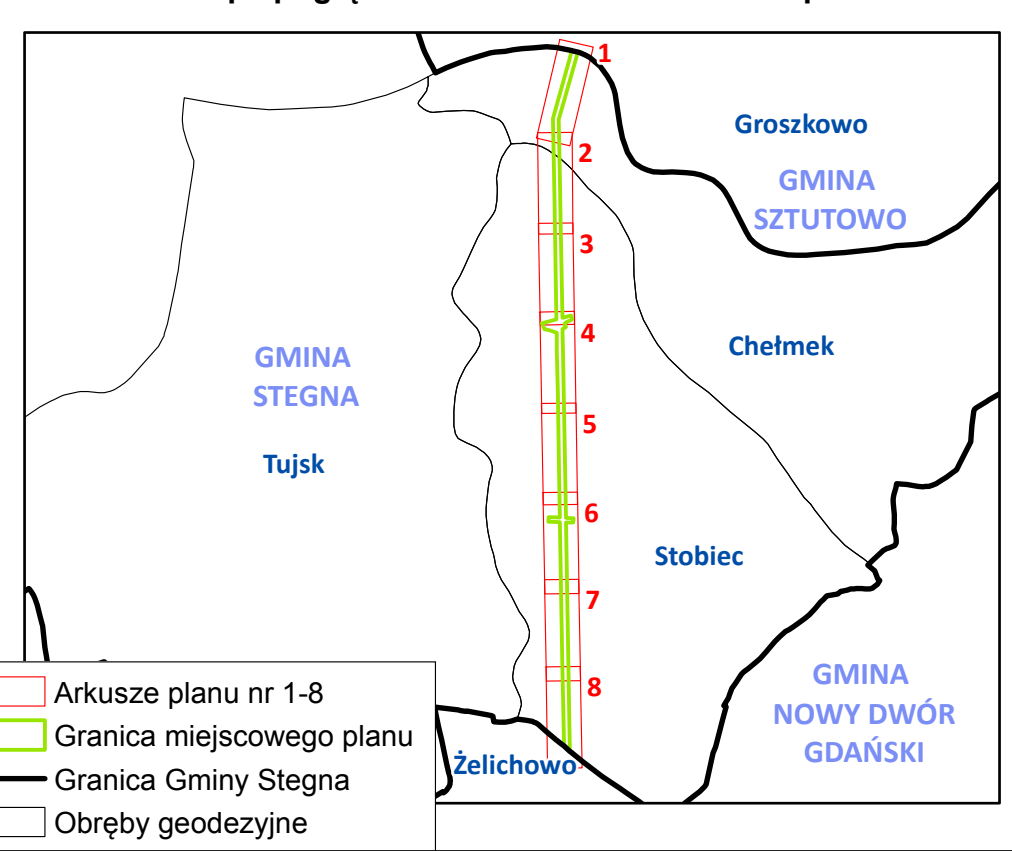 1
Groszkowo
2
GMINA
SZTUTOWO
3
4
Chełmek
GMINA
STEGNA
5
Tujsk
6
Stobiec
7
8
GMINA
NOWY DWÓR
GDAŃSKI
Żelichowo
Arkusze planu nr 1-8
Granica miejscowego planu
Granica Gminy Stegna
Obręby geodezyjne